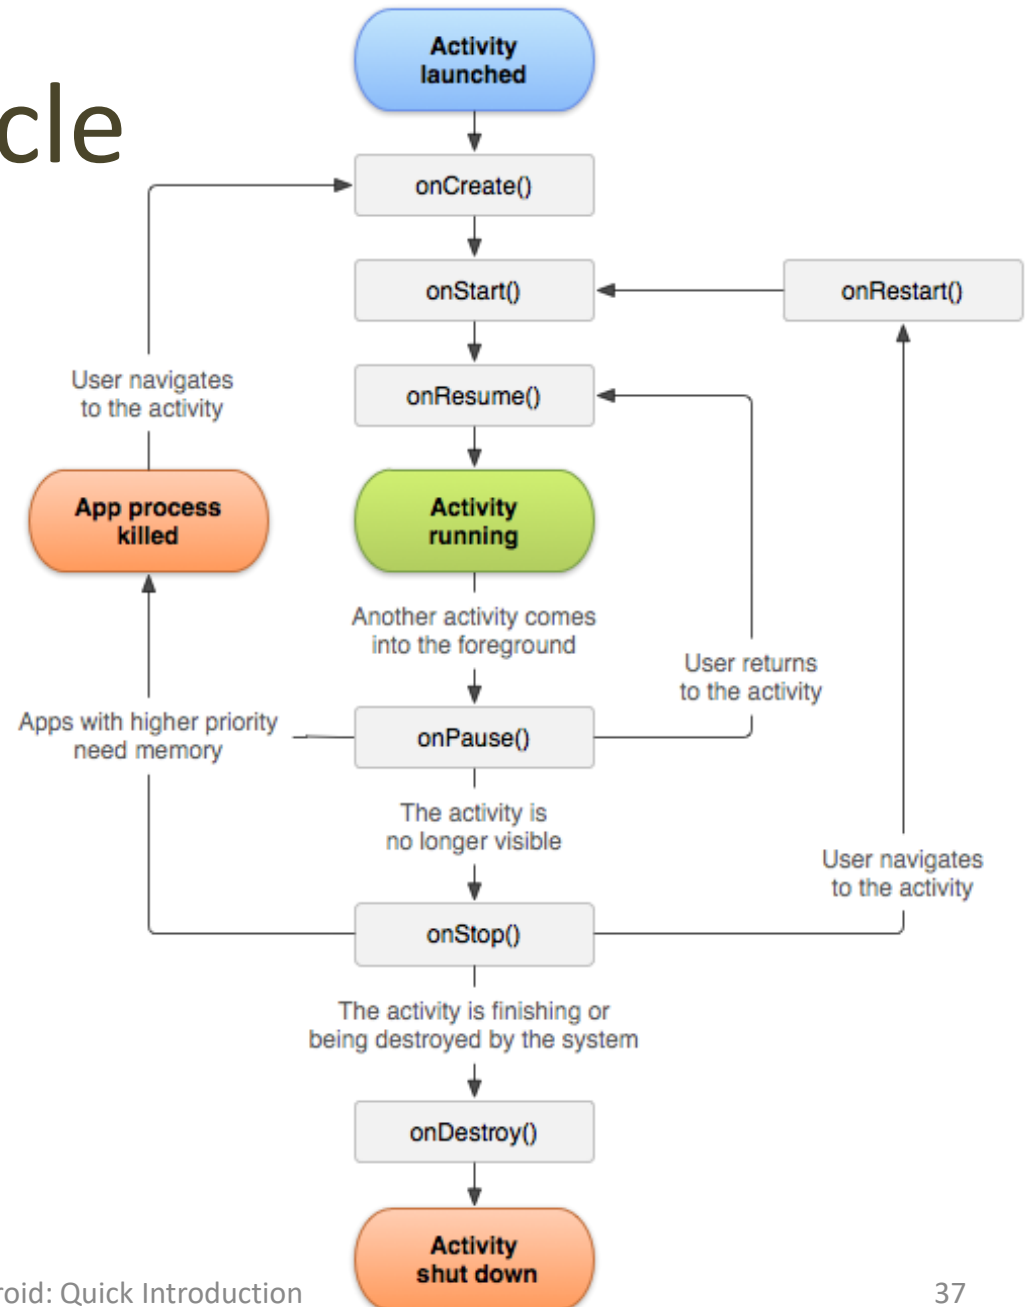 cle
Activity
launched
onCreate()
onStart()
onRestart()
User navigates
to the activity
onResume()
App process
killed
Activity
running
Another activity comes
into the foreground
User returns
to the activity
Apps with higher priority
need memory
onPause()
The activity is
no longer visible
User navigates
to the activity
onStop()
The activity is finishing or
being destroyed by the system
onDestroy()
Activity
shut down
roid: Quick Introduction
37